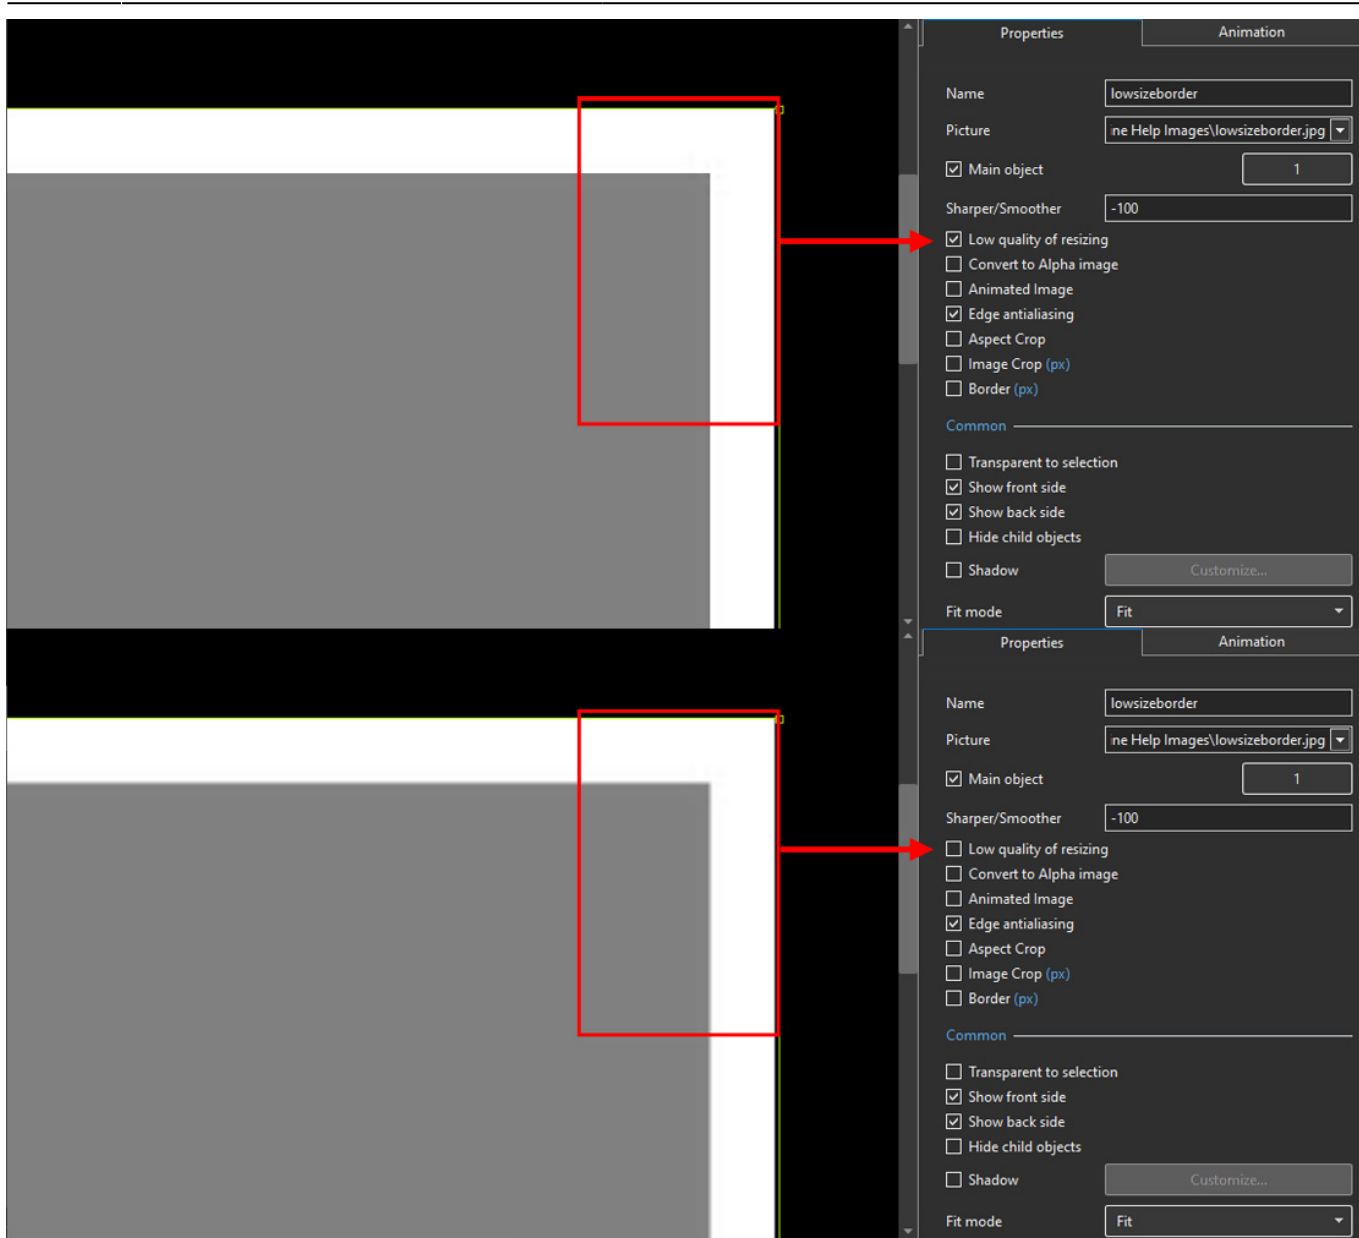 Properties Animation
Name lowsizeborder
Picture ine Help Images\lowsizeborder.jpg
Main object 1
Sharper/Smoother -100
Low quality of resizing
Convert to Alpha image
Animated Image
Edge antialiasing
Aspect Crop
Image Crop (px)
Border (px)
Common
Transparent to selection
Show front side
Show back side
Hide child objects
Shadow Customize...
Fit mode Fit
Properties Animation
Name lowsizeborder
Picture ine Help Images\lowsizeborder.jpg
Main object 1
Sharper/Smoother -100
Low quality of resizing
Convert to Alpha image
Animated Image
Edge antialiasing
Aspect Crop
Image Crop (px)
Border (px)
Common
Transparent to selection
Show front side
Show back side
Hide child objects
Shadow Customize...
Fit mode Fit